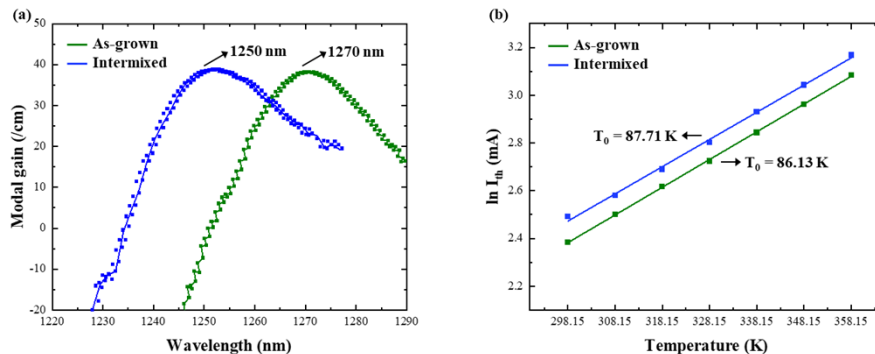 (a)
As-grown
Intermixed
1250 nm
1270 nm
50
40
30
20
10
0
-10
-20
Modal gain (/cm)
1220 1230 1240 1250 1260 1270 1280 1290
Wavelength (nm)
(b)
As-grown
Intermixed
T0 = 87.71 K
T0 = 86.13 K
3.2
3.0
2.8
2.6
2.4
2.2
ln Ith (mA)
298.15 308.15 318.15 328.15 338.15 348.15 358.15
Temperature (K)